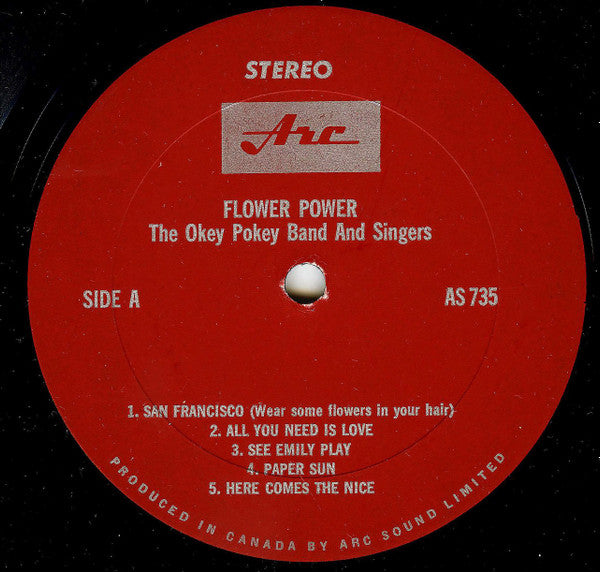 STEREO
Arc
FLOWER POWER
The Okey Pokey Band And Singers
SIDE A
AS 735
1. SAN FRANCISCO (Wear some flowers in your hair)
2. ALL YOU NEED IS LOVE
3. SEE EMILY PLAY
4. PAPER SUN
5. HERE COMES THE NICE
PRODUCED IN CANADA BY ARC SOUND LIMITED